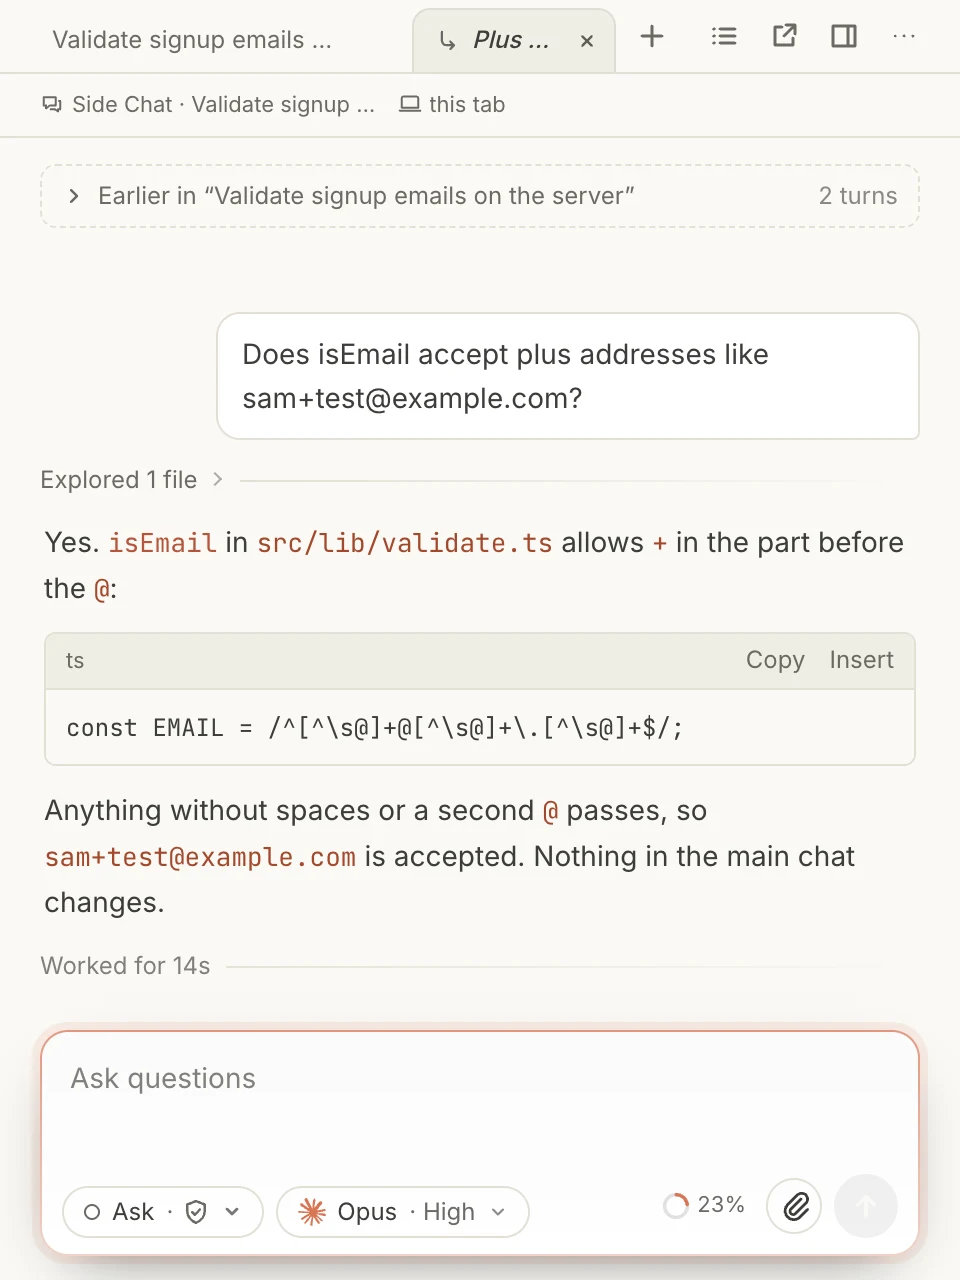 Validate signup emails ...
Plus ...
Side Chat · Validate signup ... this tab
Earlier in “Validate signup emails on the server” 2 turns
Does isEmail accept plus addresses like
sam+test@example.com?
Explored 1 file
Yes. isEmail in src/lib/validate.ts allows + in the part before
the @:
ts Copy Insert
const EMAIL = /^[^\s@]+@[^\s@]+\.[^\s@]+$/;
Anything without spaces or a second @ passes, so
sam+test@example.com is accepted. Nothing in the main chat
changes.
Worked for 14s
Ask questions
Ask · Opus · High 23%